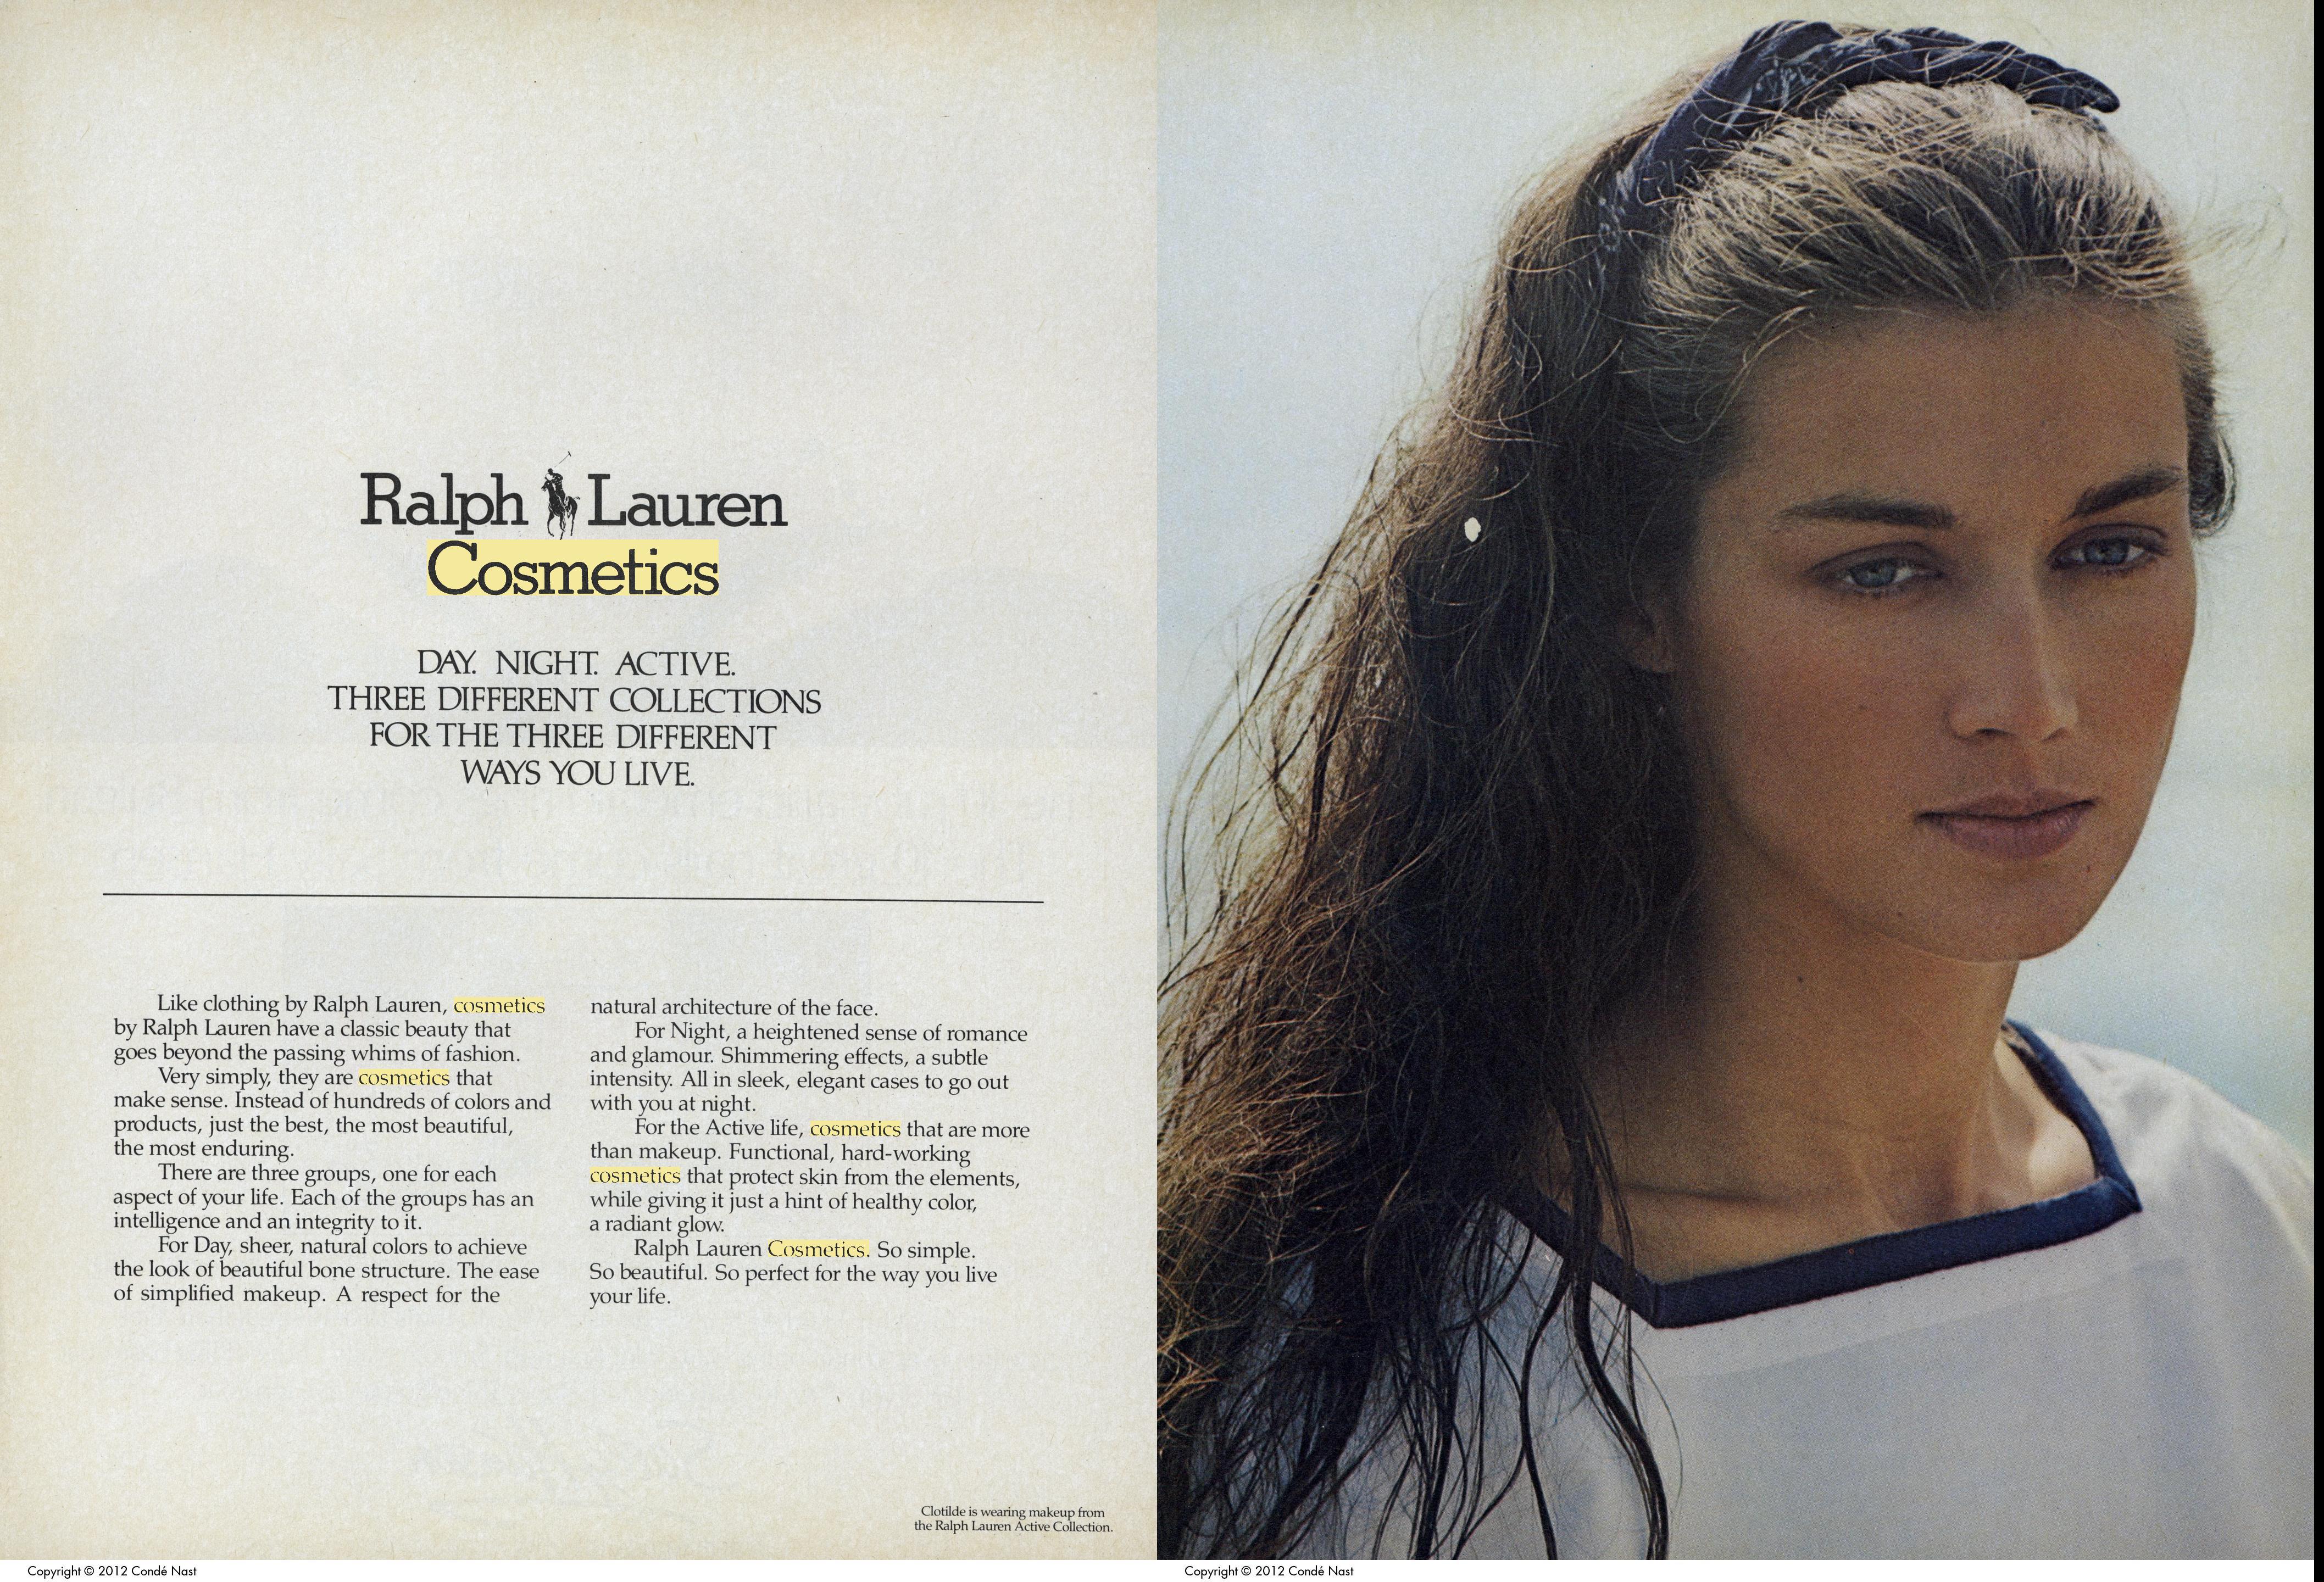 Ralph Lauren
Cosmetics
DAY. NIGHT. ACTIVE.
THREE DIFFERENT COLLECTIONS
FOR THE THREE DIFFERENT
WAYS YOU LIVE.
Like clothing by Ralph Lauren, cosmetics
by Ralph Lauren have a classic beauty that
goes beyond the passing whims of fashion.
Very simply, they are cosmetics that
make sense. Instead of hundreds of colors and
products, just the best, the most beautiful,
the most enduring.
There are three groups, one for each
aspect of your life. Each of the groups has an
intelligence and an integrity to it.
For Day, sheer, natural colors to achieve
the look of beautiful bone structure. The ease
of simplified makeup. A respect for the
natural architecture of the face.
For Night, a heightened sense of romance
and glamour. Shimmering effects, a subtle
intensity. All in sleek, elegant cases to go out
with you at night.
For the Active life, cosmetics that are more
than makeup. Functional, hard-working
cosmetics that protect skin from the elements,
while giving it just a hint of healthy color,
a radiant glow.
Ralph Lauren Cosmetics. So simple.
So beautiful. So perfect for the way you live
your life.
Clotilde is wearing makeup from
the Ralph Lauren Active Collection.
Copyright © 2012 Condé Nast
Copyright © 2012 Condé Nast